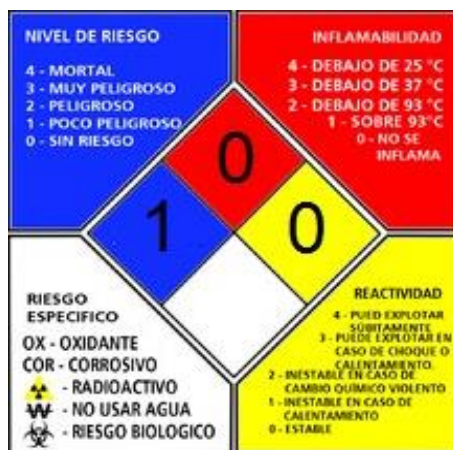 NIVEL DE RIESGO
4 - MORTAL
3 - MUY PELIGROSO
2 - PELIGROSO
1 - POCO PELIGROSO
0 - SIN RIESGO
INFLAMABILIDAD
4 - DEBAJO DE 25 °C
3 - DEBAJO DE 37 °C
2 - DEBAJO DE 93 °C
1 - SOBRE 93°C
0 - NO SE
INFLAMA
0
1
0
RIESGO
ESPECIFICO
OX - OXIDANTE
COR - CORROSIVO
- RADIOACTIVO
W - NO USAR AGUA
- RIESGO BIOLOGICO
REACTIVIDAD
4 - PUED EXPLOTAR
SÚBITAMENTE
3 - PUEDE EXPLOTAR EN
CASO DE CHOQUE O
CALENTAMIENTO.
2 - INESTABLE EN CASO DE
CAMBIO QUÍMICO VIOLENTO
1 - INESTABLE EN CASO DE
CALENTAMIENTO
0 - ESTABLE